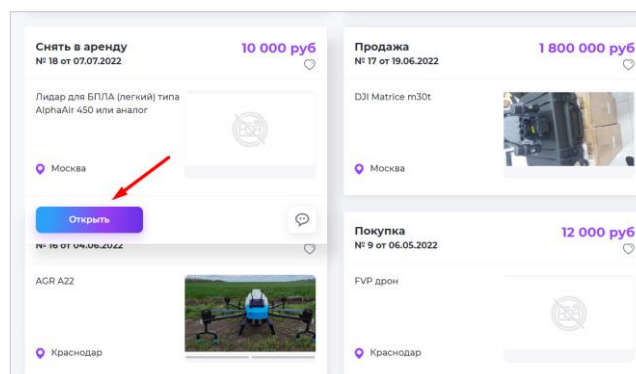 Снять в аренду
10 000 руб
№ 18 от 07.07.2022
Лидар для БПЛА (легкий) типа
AlphaAir 450 или аналог
Москва
Открыть
Продажа
1 800 000 руб
№ 17 от 19.06.2022
DJI Matrice m30t
Москва
№ 16 от 04.06.2022
AGR A22
Краснодар
Покупка
12 000 руб
№ 9 от 06.05.2022
FVP дрон
Краснодар